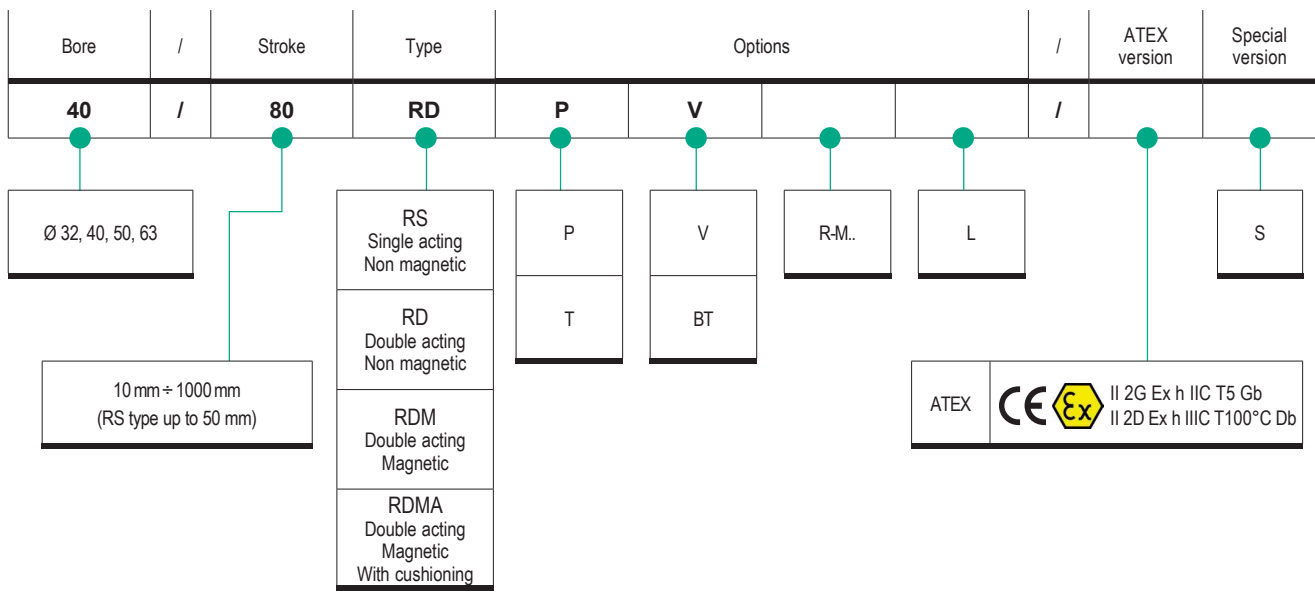 Bore / Stroke Type Options / ATEX version Special version
40 / 80 RD P V /
Ø 32, 40, 50, 63
10 mm ÷ 1000 mm
(RS type up to 50 mm)
RS
Single acting
Non magnetic
RD
Double acting
Non magnetic
RDM
Double acting
Magnetic
RDMA
Double acting
Magnetic
With cushioning
P
T
V
BT
R-M..
L
S
ATEX CE Ex II 2G Ex h IIC T5 Gb
II 2D Ex h IIIC T100°C Db